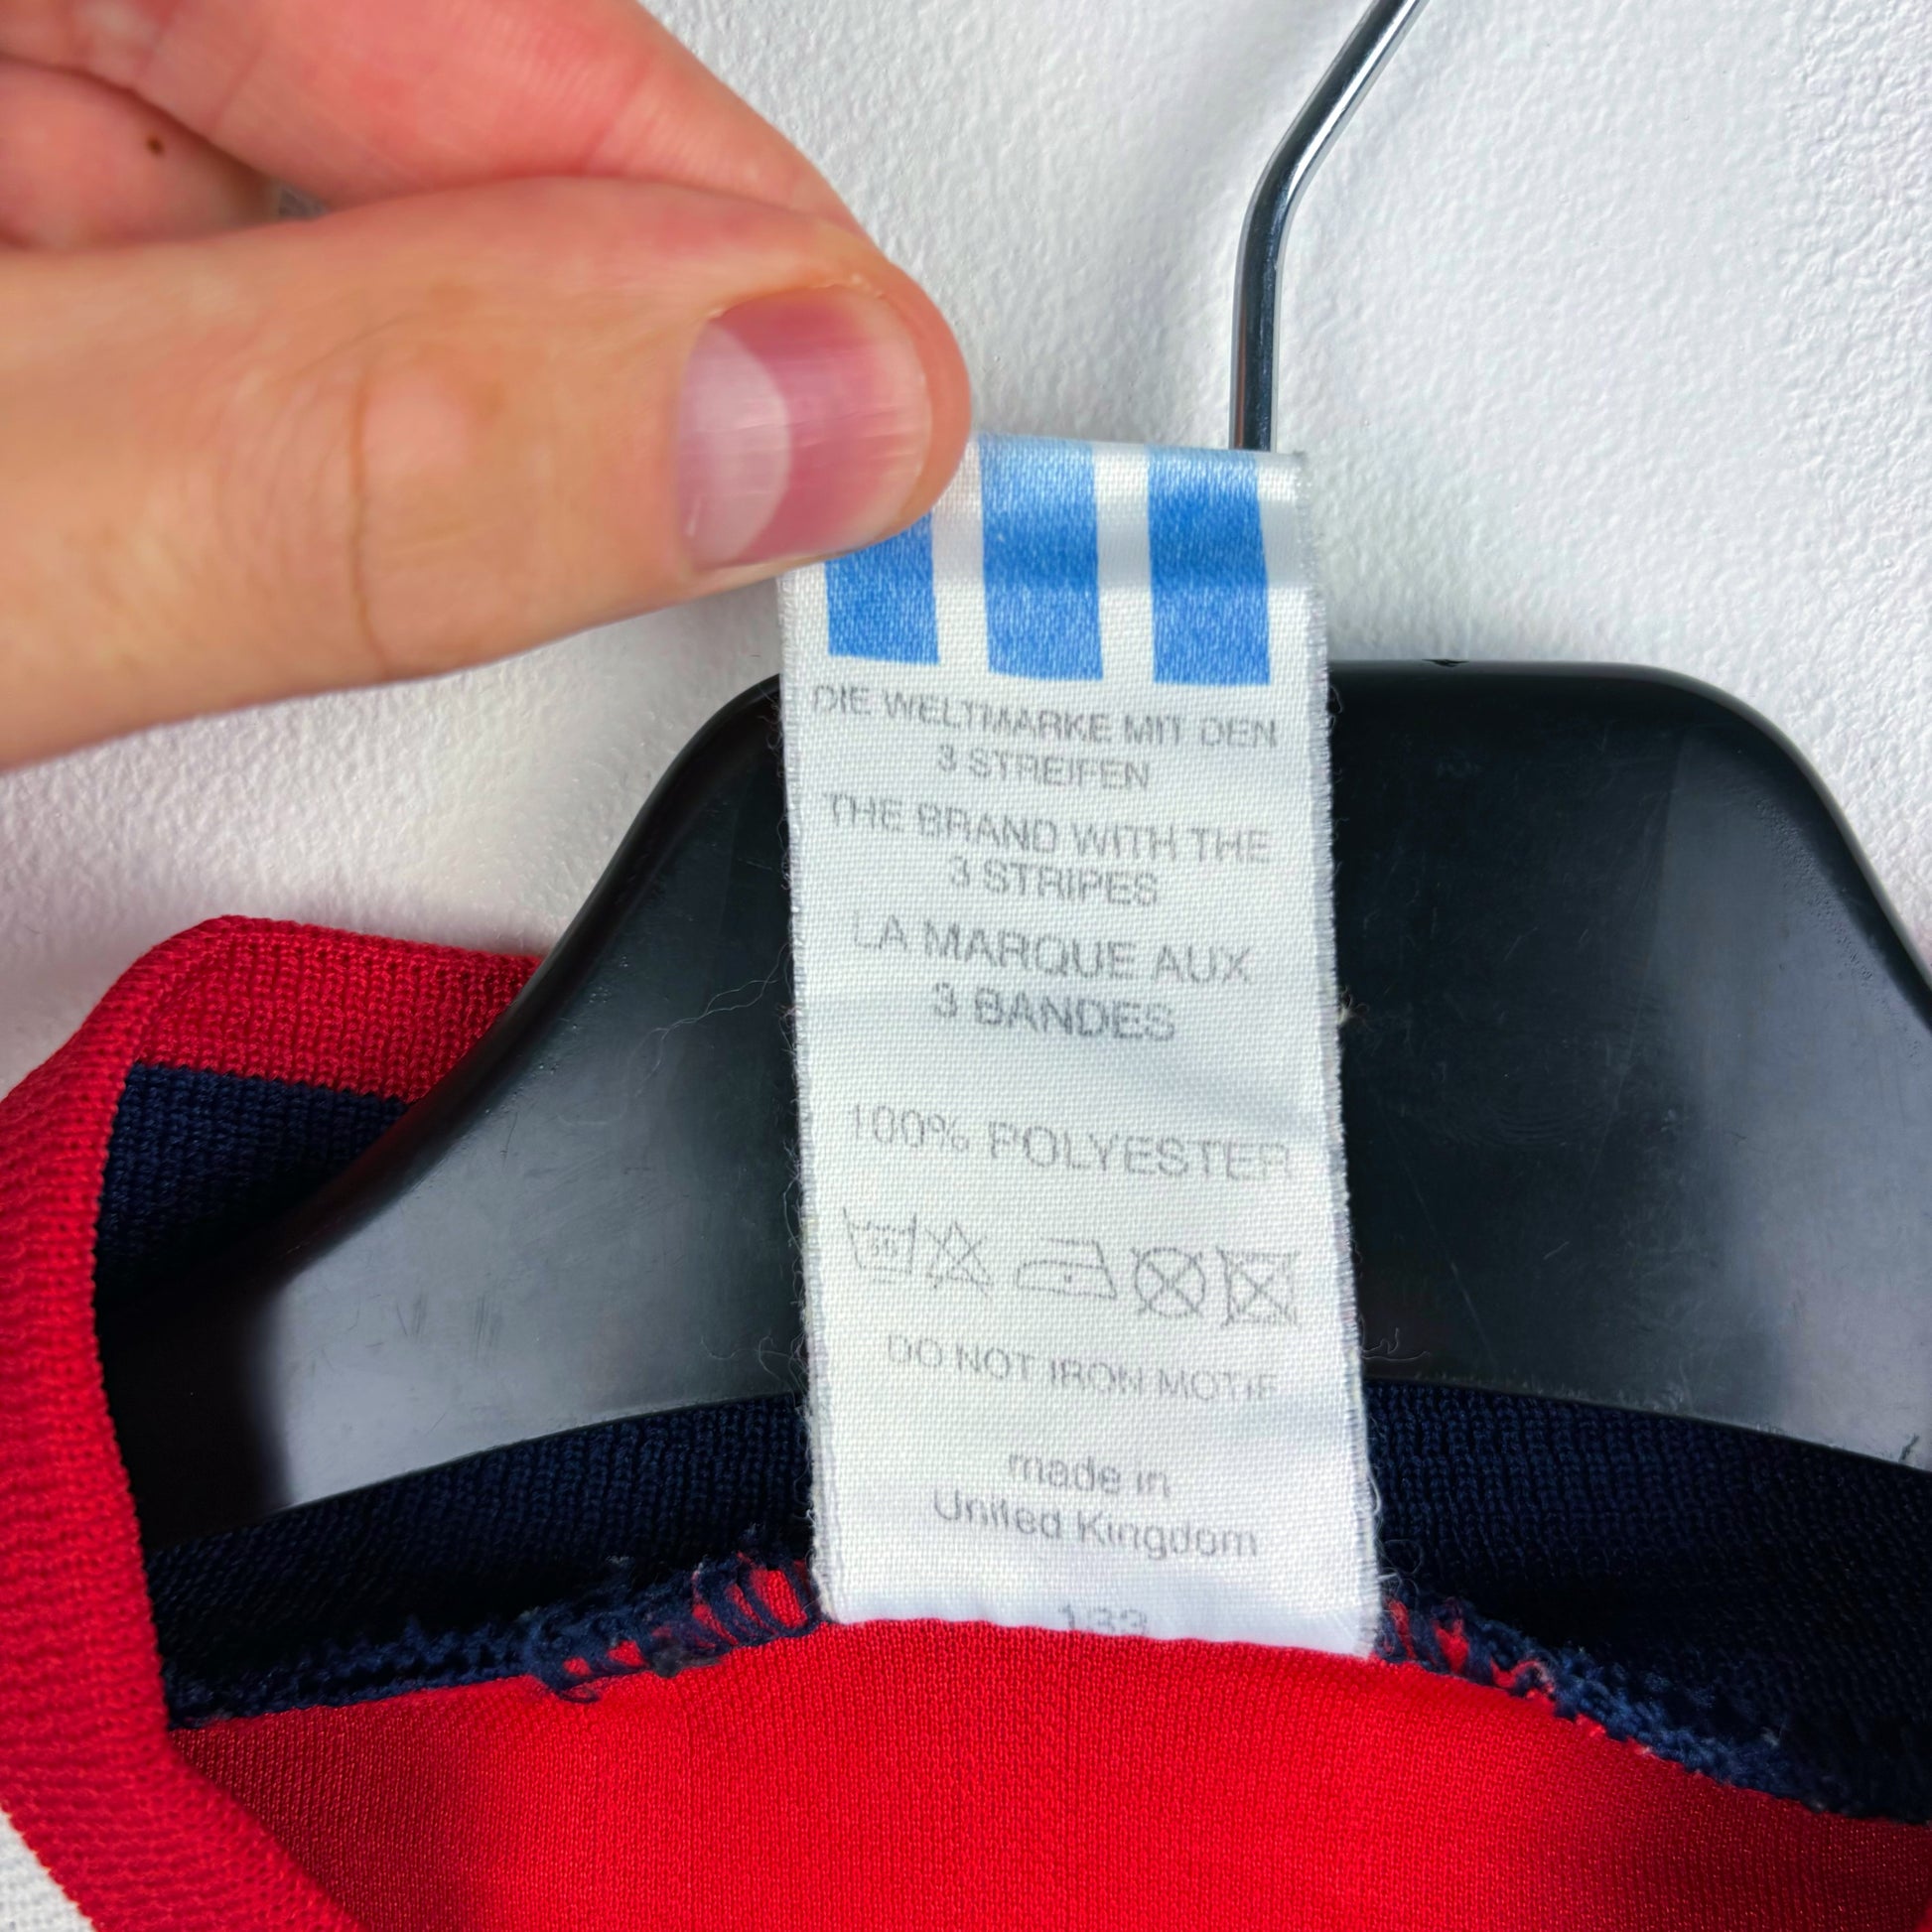 DIE WELTMARKE MIT DEN
3 STREIFEN
THE BRAND WITH THE
3 STRIPES
LA MARQUE AUX
3 BANDES
100% POLYESTER
DO NOT IRON MOTIF
made in
United Kingdom